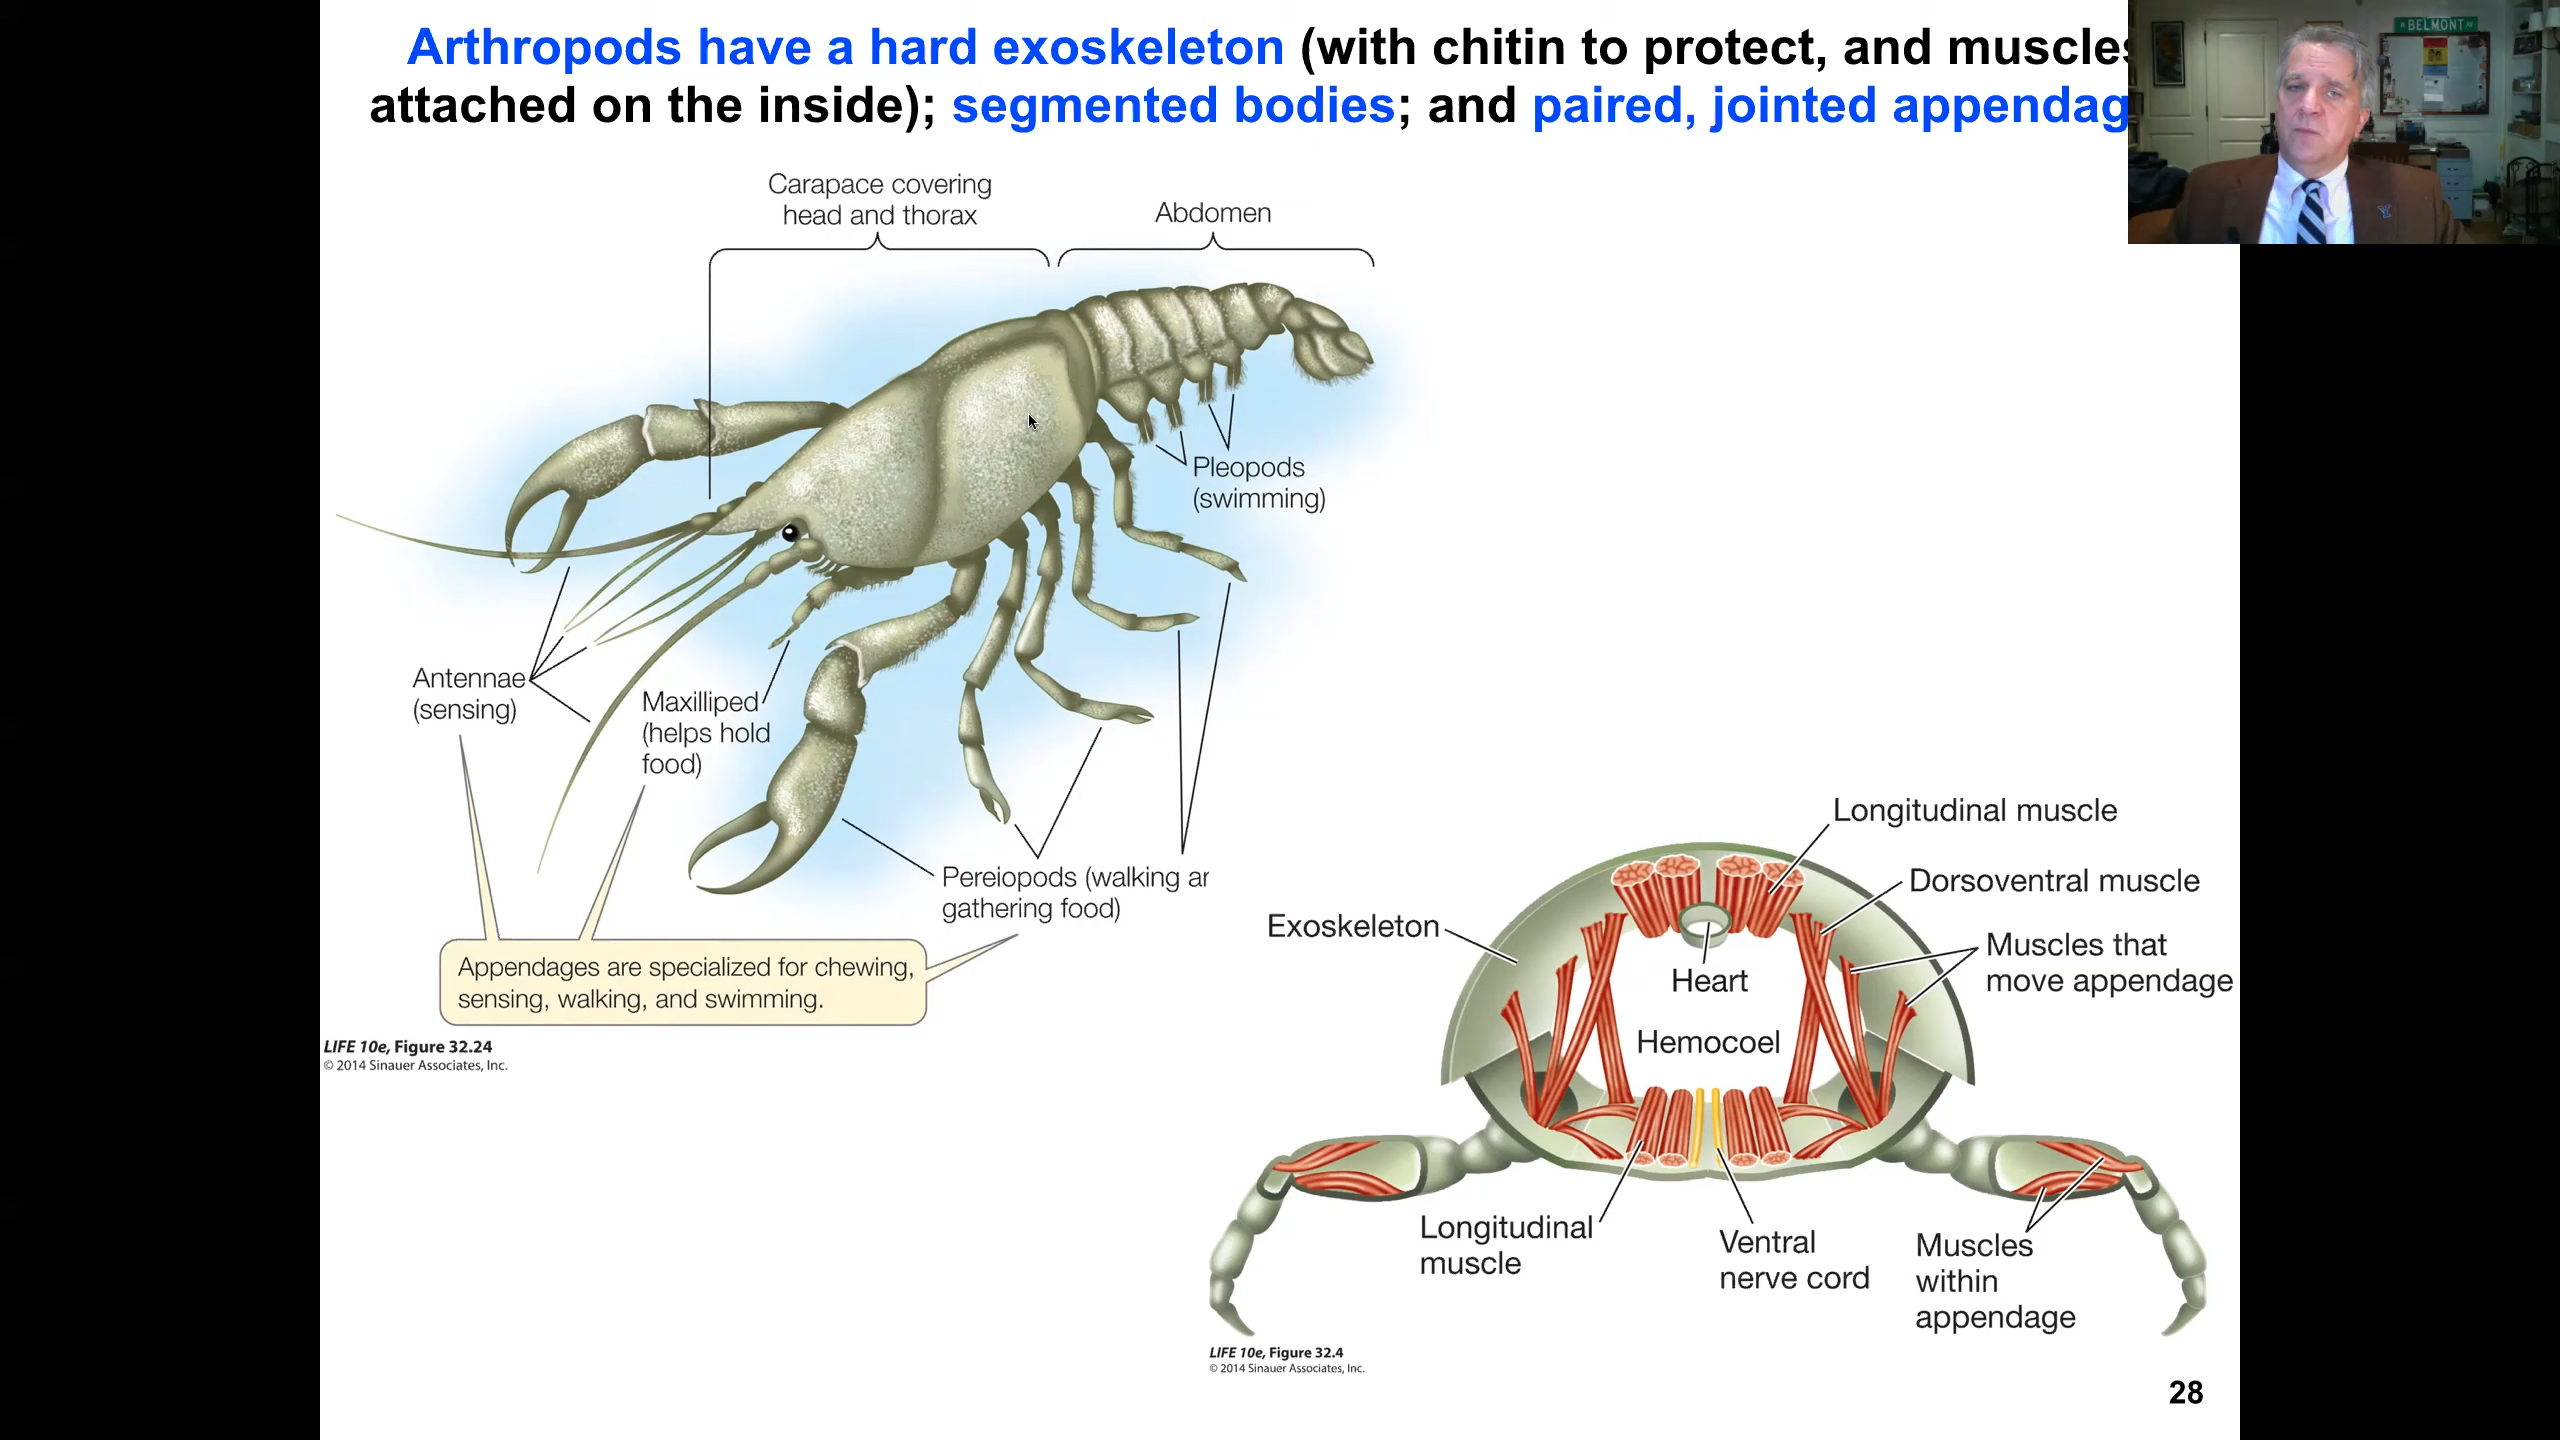 Arthropods have a hard exoskeleton (with chitin to protect, and muscles
attached on the inside); segmented bodies; and paired, jointed appendag
BELMONT AV
Carapace covering
head and thorax
Abdomen
Pleopods
(swimming)
Antennae
(sensing)
Maxilliped
(helps hold
food)
Pereiopods (walking ar
gathering food)
Appendages are specialized for chewing,
sensing, walking, and swimming.
LIFE 10e, Figure 32.24
© 2014 Sinauer Associates, Inc.
Longitudinal muscle
Dorsoventral muscle
Exoskeleton
Muscles that
move appendage
Heart
Hemocoel
Longitudinal
muscle
Ventral
nerve cord
Muscles
within
appendage
LIFE 10e, Figure 32.4
© 2014 Sinauer Associates, Inc.
28